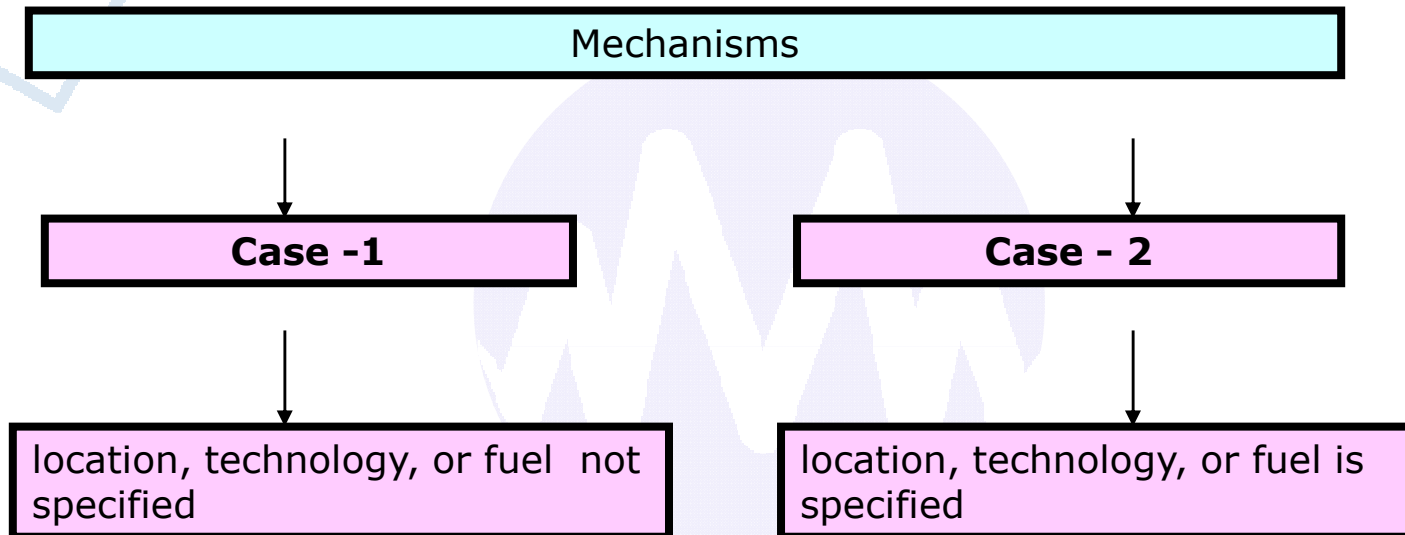 Mechanisms
Case -1
Case - 2
location, technology, or fuel  not
specified
location, technology, or fuel is
specified